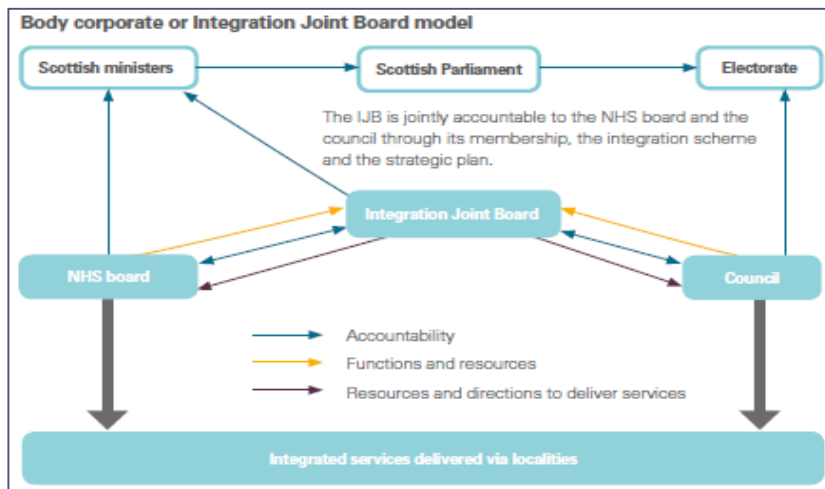 Body corporate or Integration Joint Board model
Scottish ministers
Scottish Parliament
Electorate
The IJB is jointly accountable to the NHS board and the
council through its membership, the integration scheme
and the strategic plan.
Integration Joint Board
NHS board
Council
Accountability
Functions and resources
Resources and directions to deliver services
Integrated services delivered via localities